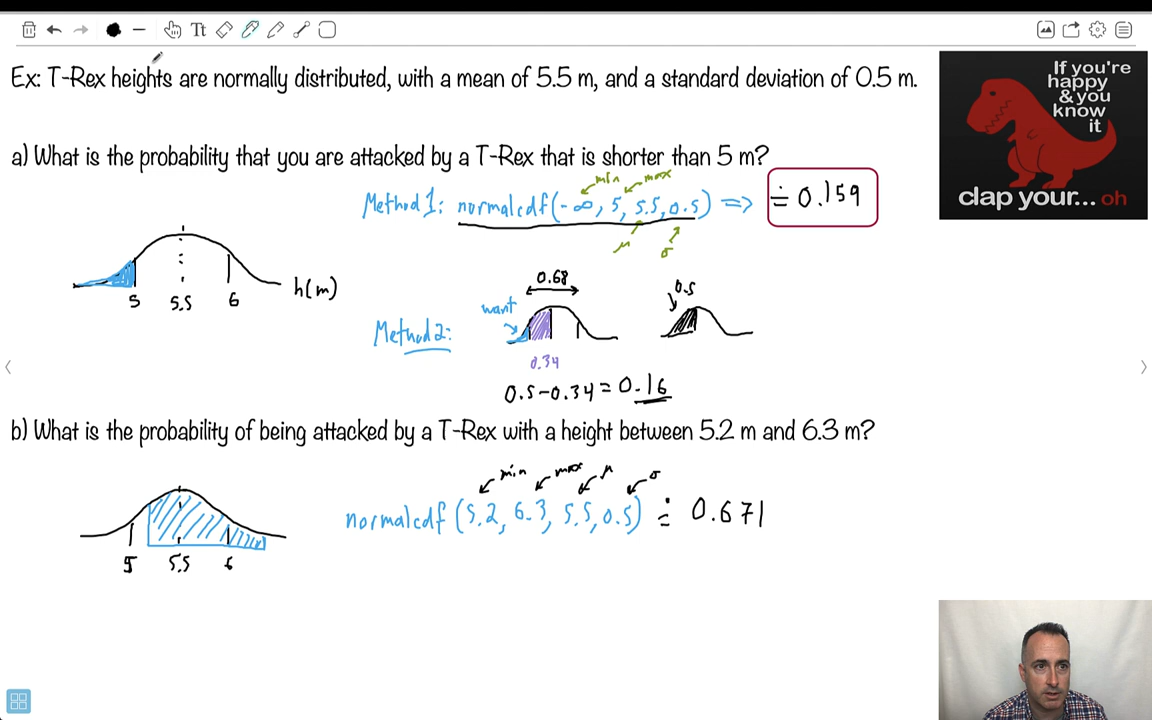 Tt
Ex: T-Rex heights are normally distributed, with a mean of 5.5 m, and a standard deviation of 0.5 m.
If you're
happy
& you
know
it
clap your... oh
a) What is the probability that you are attacked by a T-Rex that is shorter than 5 m?
min max
Method 1: normalcdf(-∞, 5, 5.5, 0.5) => ≐ 0.159
μ σ
5 5.5 6 h(m)
0.68
0.5
want
Method 2:
0.34
0.5-0.34=0.16
b) What is the probability of being attacked by a T-Rex with a height between 5.2 m and 6.3 m?
min max μ σ
normalcdf (5.2, 6.3, 5.5, 0.5) ≐ 0.671
5 5.5 6